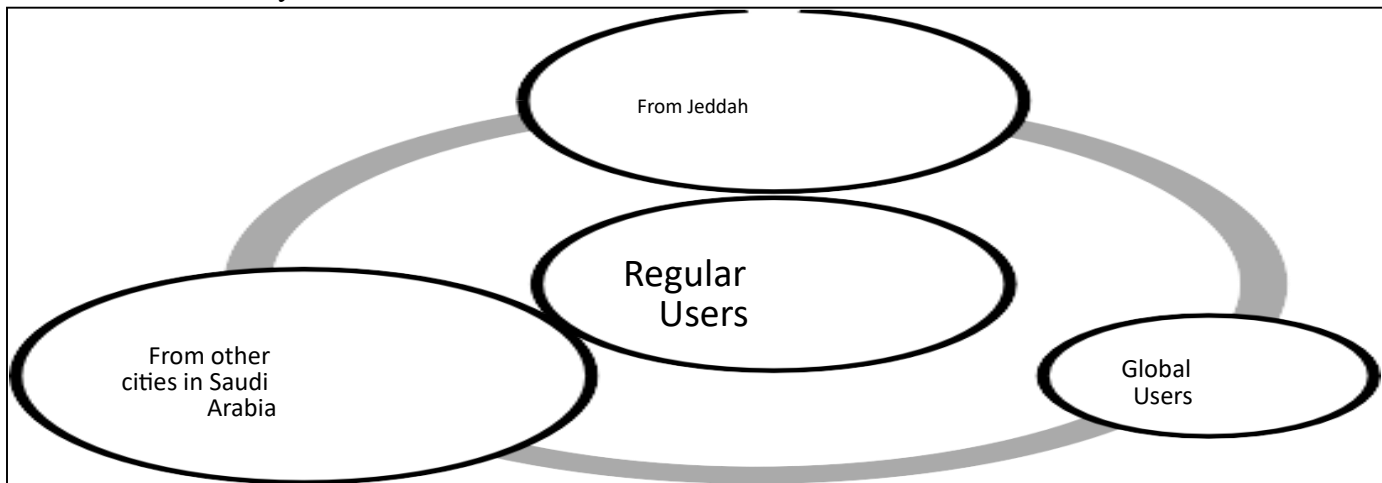 From Jeddah
Regular
Users
From other
cities in Saudi
Arabia
Global
Users